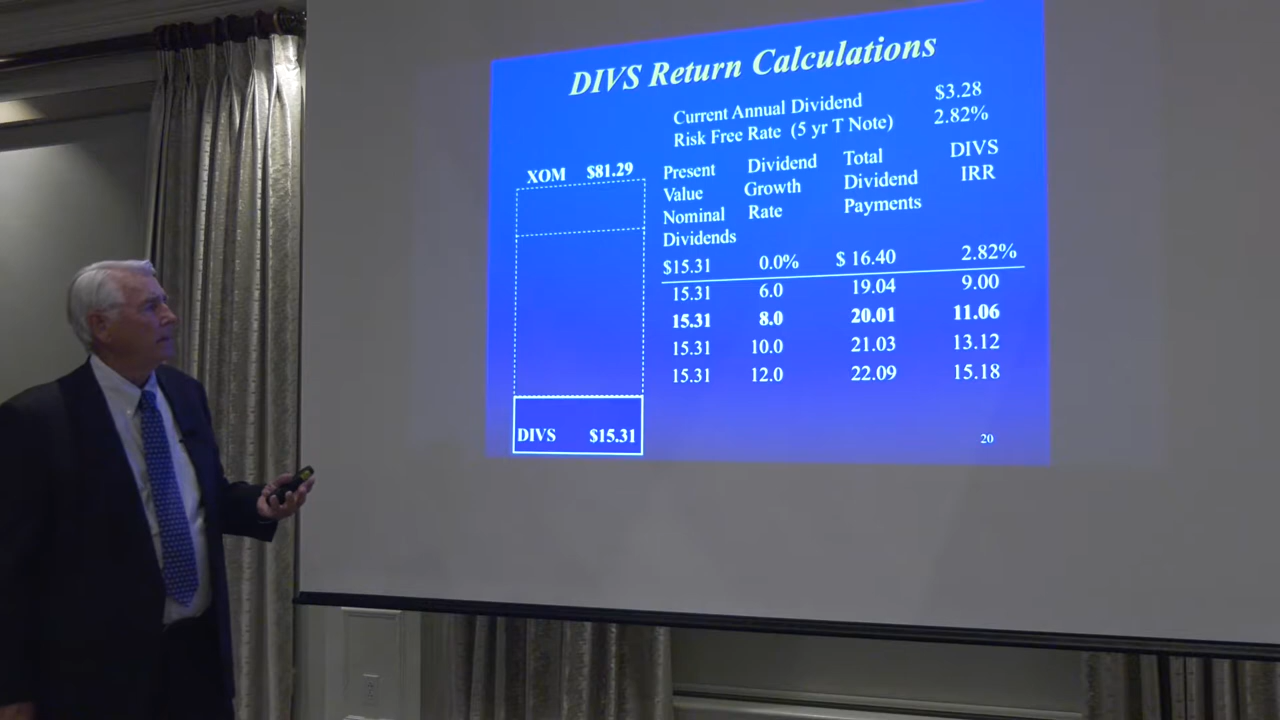 DIVS Return Calculations
Current Annual Dividend $3.28
Risk Free Rate (5 yr T Note) 2.82%
XOM $81.29
Present Value Nominal Dividends
Dividend Growth Rate
Total Dividend Payments
DIVS IRR
$15.31 0.0% $ 16.40 2.82%
15.31 6.0 19.04 9.00
15.31 8.0 20.01 11.06
15.31 10.0 21.03 13.12
15.31 12.0 22.09 15.18
DIVS $15.31
20